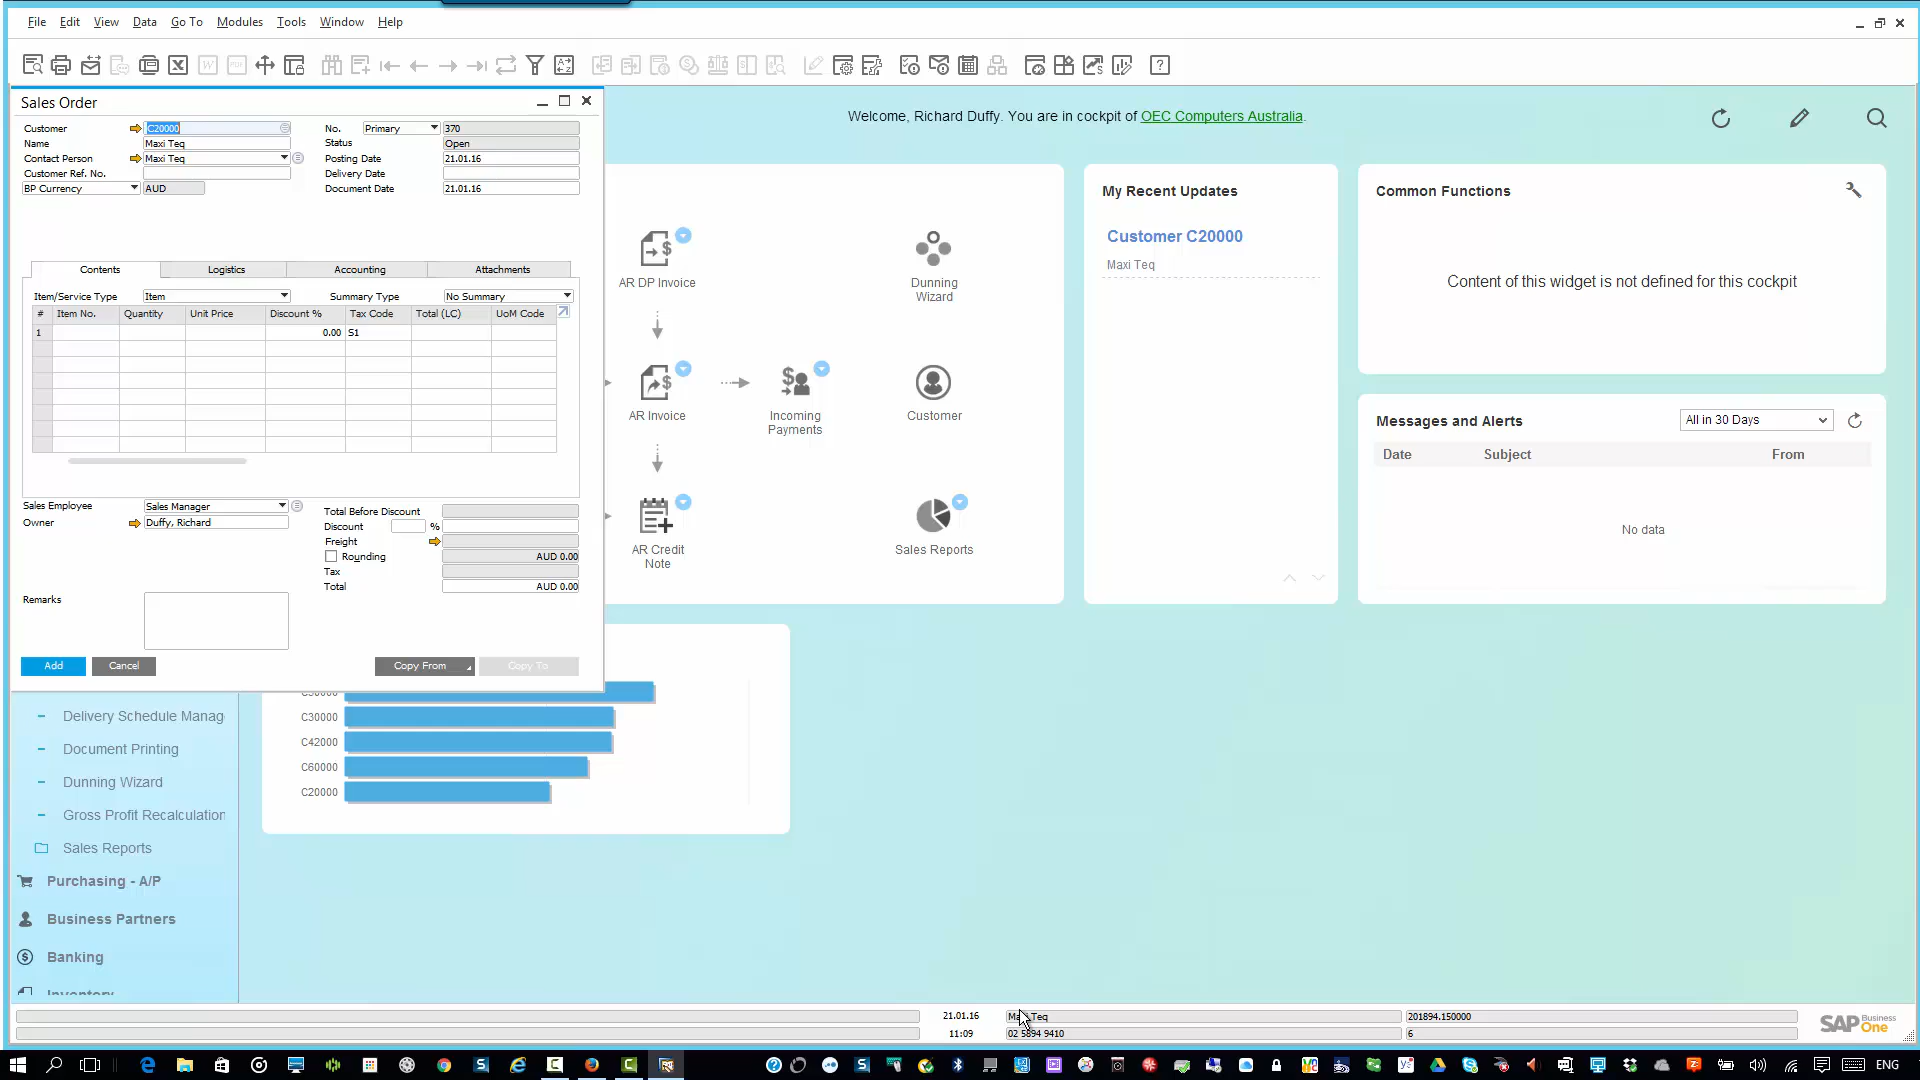 File Edit View Data Go To Modules Tools Window Help
Sales Order
Customer C20000 No. Primary 370
Name Maxi Teq Status Open
Contact Person Maxi Teq Posting Date 21.01.16
Customer Ref. No. Delivery Date
BP Currency AUD Document Date 21.01.16
Contents Logistics Accounting Attachments
Item/Service Type Item Summary Type No Summary
# Item No. Quantity Unit Price Discount % Tax Code Total (LC) UoM Code
1 0.00 S1
Sales Employee Sales Manager
Owner Duffy, Richard
Total Before Discount
Discount %
Freight
Rounding AUD 0.00
Tax
Total AUD 0.00
Remarks
Add Cancel Copy From Copy To
Welcome, Richard Duffy. You are in cockpit of OEC Computers Australia.
AR DP Invoice
Dunning
Wizard
AR Invoice
Incoming
Payments
Customer
AR Credit
Note
Sales Reports
My Recent Updates
Customer C20000
Maxi Teq
Common Functions
Content of this widget is not defined for this cockpit
Messages and Alerts All in 30 Days
Date Subject From
No data
C30000
C42000
C60000
C20000
Delivery Schedule Manag
Document Printing
Dunning Wizard
Gross Profit Recalculation
Sales Reports
Purchasing - A/P
Business Partners
Banking
Inventory
21.01.16 201894.150000
11:09 02 5894 9410 6
SAP Business One
ENG